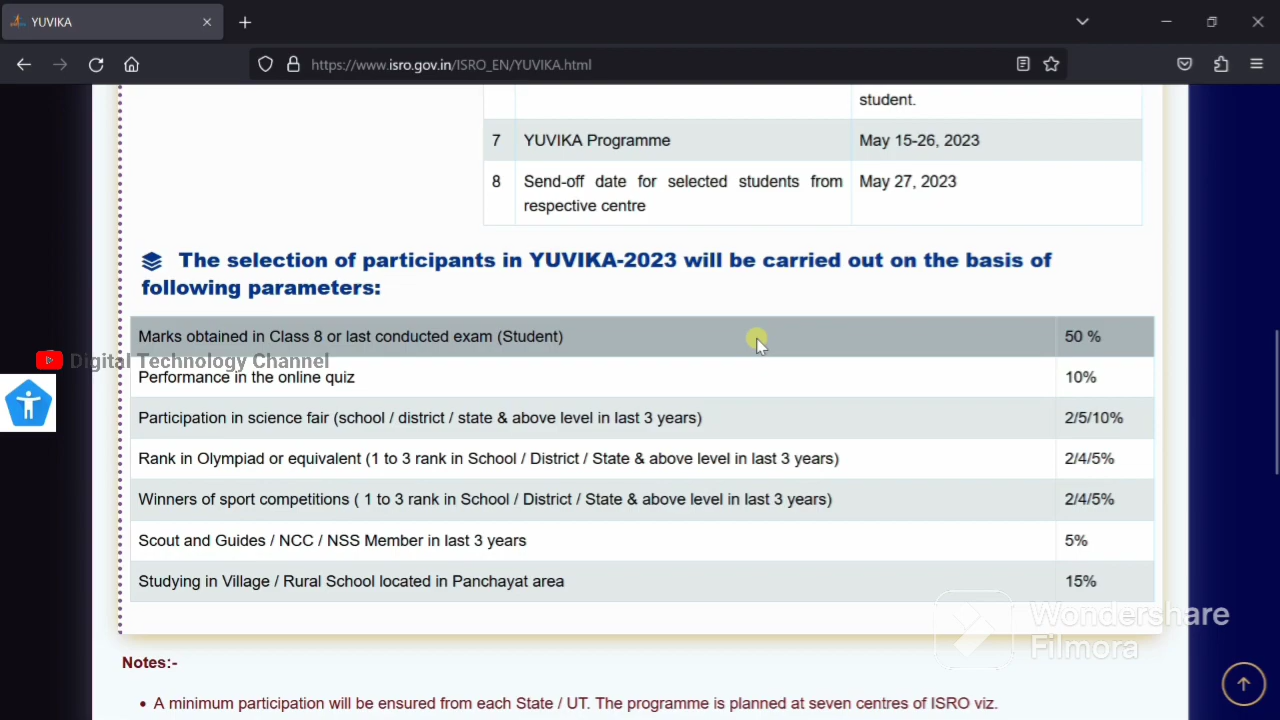 YUVIKA
https://www.isro.gov.in/ISRO_EN/YUVIKA.html
student.
7 YUVIKA Programme May 15-26, 2023
8 Send-off date for selected students from May 27, 2023
respective centre
The selection of participants in YUVIKA-2023 will be carried out on the basis of
following parameters:
Marks obtained in Class 8 or last conducted exam (Student) 50 %
Digital Technology Channel
Performance in the online quiz 10%
Participation in science fair (school / district / state & above level in last 3 years) 2/5/10%
Rank in Olympiad or equivalent (1 to 3 rank in School / District / State & above level in last 3 years) 2/4/5%
Winners of sport competitions ( 1 to 3 rank in School / District / State & above level in last 3 years) 2/4/5%
Scout and Guides / NCC / NSS Member in last 3 years 5%
Studying in Village / Rural School located in Panchayat area 15%
Wondershare
Filmora
Notes:-
• A minimum participation will be ensured from each State / UT. The programme is planned at seven centres of ISRO viz.